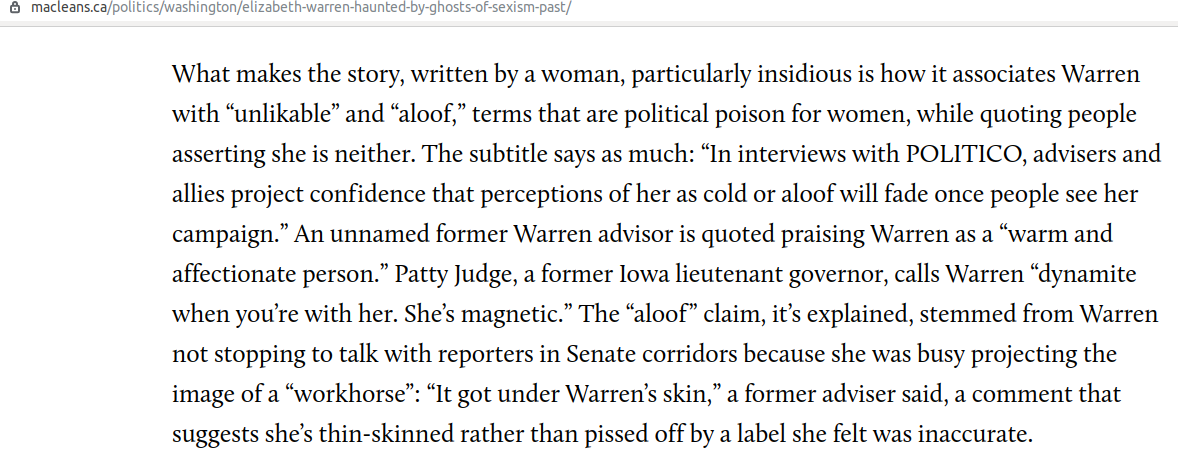 macleans.ca/politics/washington/elizabeth-warren-haunted-by-ghosts-of-sexism-past/
What makes the story, written by a woman, particularly insidious is how it associates Warren
with “unlikable” and “aloof,” terms that are political poison for women, while quoting people
asserting she is neither. The subtitle says as much: “In interviews with POLITICO, advisers and
allies project confidence that perceptions of her as cold or aloof will fade once people see her
campaign.” An unnamed former Warren advisor is quoted praising Warren as a “warm and
affectionate person.” Patty Judge, a former Iowa lieutenant governor, calls Warren “dynamite
when you’re with her. She’s magnetic.” The “aloof” claim, it’s explained, stemmed from Warren
not stopping to talk with reporters in Senate corridors because she was busy projecting the
image of a “workhorse”: “It got under Warren’s skin,” a former adviser said, a comment that
suggests she’s thin-skinned rather than pissed off by a label she felt was inaccurate.